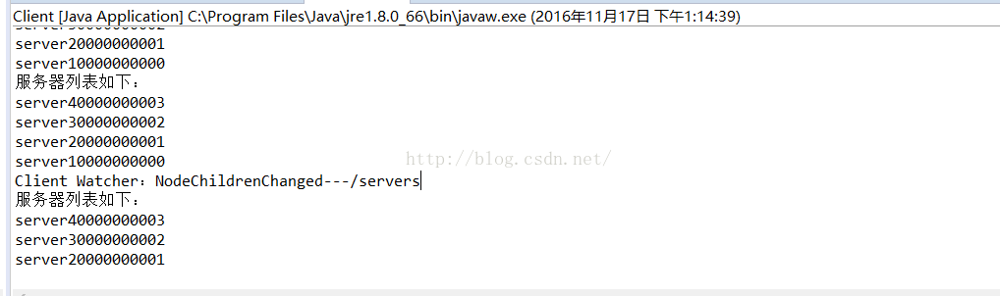 Client [Java Application] C:\Program Files\Java\jre1.8.0_66\bin\javaw.exe (2016年11月17日 下午1:14:39)
server30000000002
server20000000001
server10000000000
服务器列表如下：
server40000000003
server30000000002
server20000000001
server10000000000
http://blog.csdn.net/
Client Watcher：NodeChildrenChanged---/servers
服务器列表如下：
server40000000003
server30000000002
server20000000001